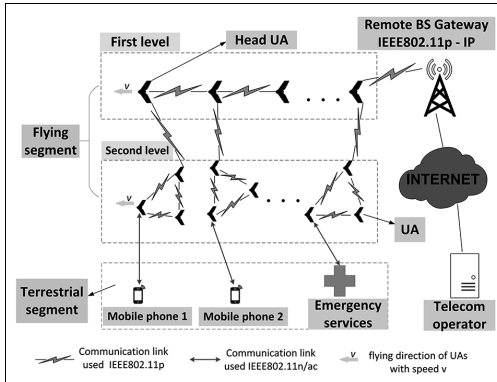 First level
Head UA
Remote BS Gateway
IEEE802.11p - IP
v
Flying
segment
Second level
v
INTERNET
UA
Terrestrial
segment
Mobile phone 1
Mobile phone 2
Emergency
services
Telecom
operator
Communication link
used IEEE802.11p
Communication link
used IEEE802.11n/ac
v
flying direction of UAs
with speed v